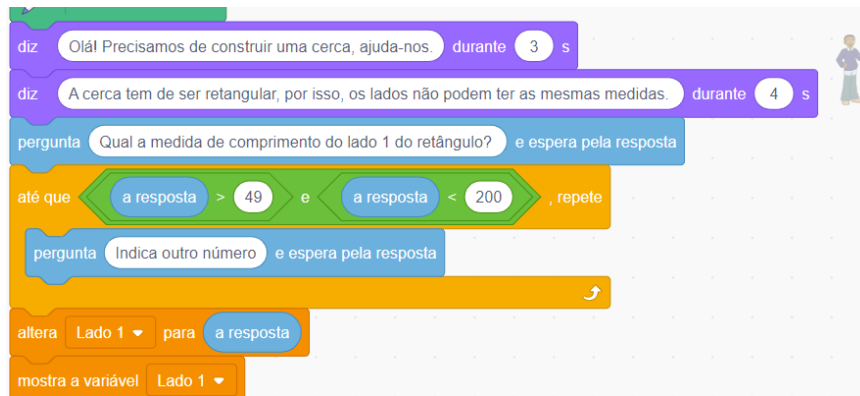 diz Olá! Precisamos de construir uma cerca, ajuda-nos. durante 3 s
diz A cerca tem de ser retangular, por isso, os lados não podem ter as mesmas medidas. durante 4 s
pergunta Qual a medida de comprimento do lado 1 do retângulo? e espera pela resposta
até que a resposta > 49 e a resposta < 200 , repete
pergunta Indica outro número e espera pela resposta
altera Lado 1 para a resposta
mostra a variável Lado 1